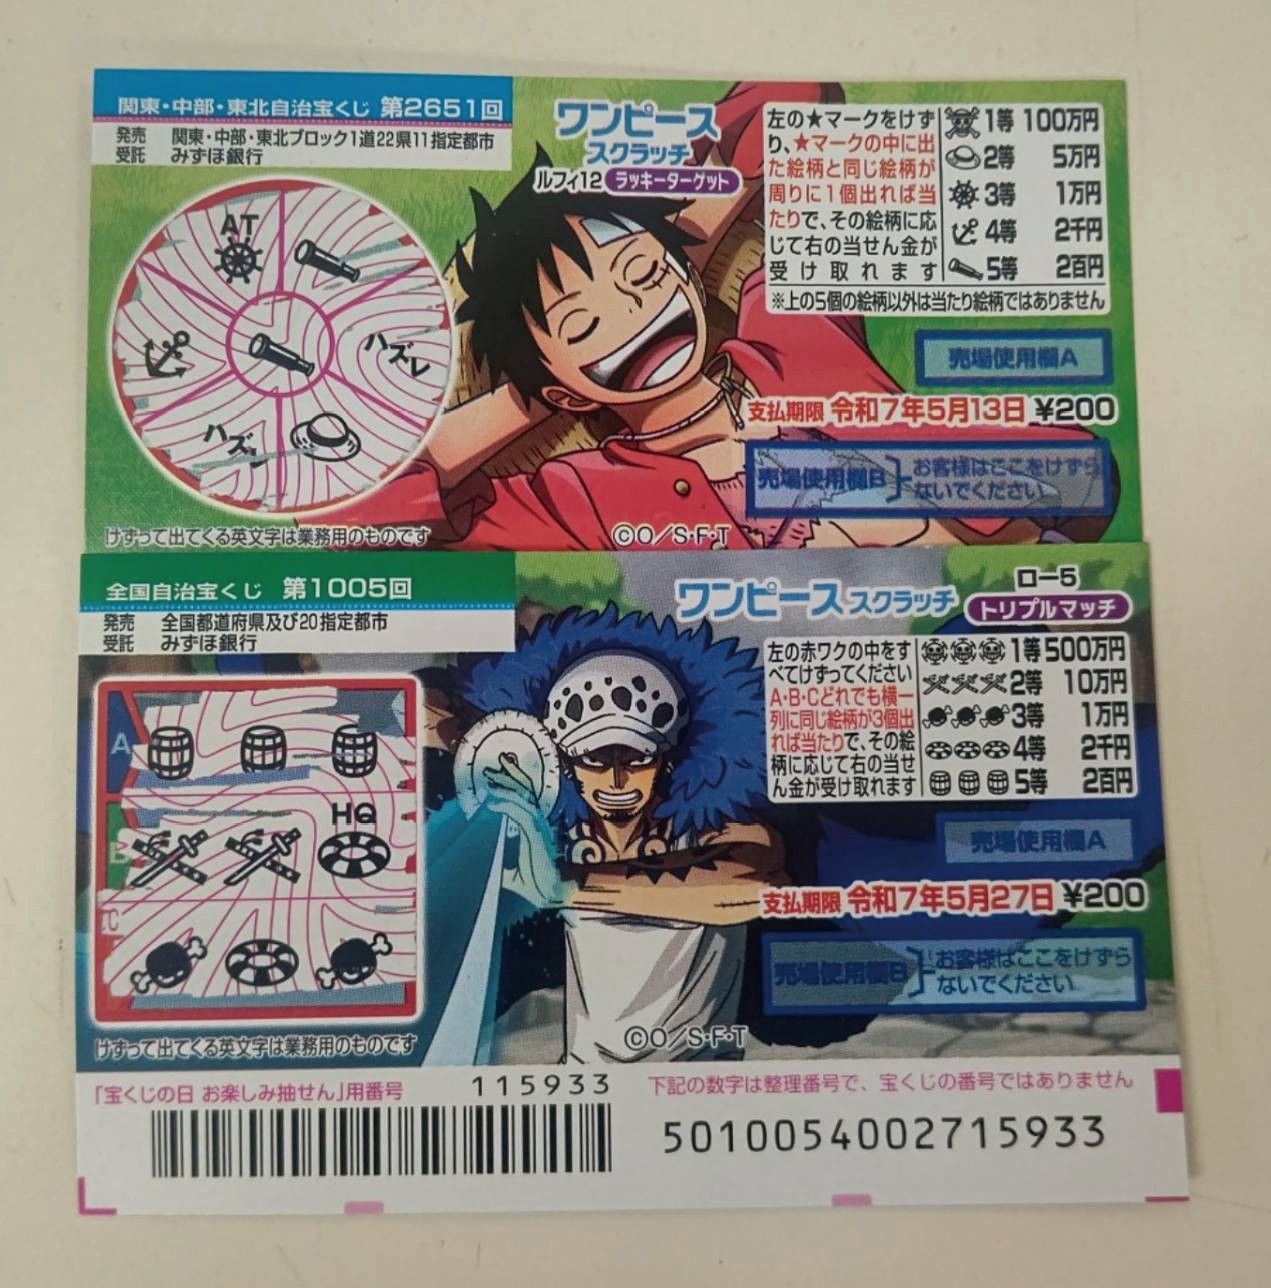 関東・中部・東北自治宝くじ 第2651回
発売 関東・中部・東北ブロック1道22県11指定都市
受託 みずほ銀行
ワンピース
スクラッチ
ルフィ12 ラッキーターゲット
左の★マークをけず
り、★マークの中に出
た絵柄と同じ絵柄が
周りに1個出れば当
たりで、その絵柄に応
じて右の当せん金が
受け取れます
1等 100万円
2等 5万円
3等 1万円
4等 2千円
5等 2百円
※上の5個の絵柄以外は当たり絵柄ではありません
AT
ハズレ
ハズレ
売場使用欄A
支払期限 令和7年5月13日 ¥200
売場使用欄B
お客様はここをけずら
ないでください
けずって出てくる英文字は業務用のものです
©O/S・F・T
全国自治宝くじ 第1005回
発売 全国都道府県及び20指定都市
受託 みずほ銀行
ワンピーススクラッチ
ロー5
トリプルマッチ
左の赤ワクの中をす
べてけずってください
A・B・Cどれでも横一
列に同じ絵柄が3個出
れば当たりで、その絵
柄に応じて右の当せ
ん金が受け取れます
1等 500万円
2等 10万円
3等 1万円
4等 2千円
5等 2百円
A
B
HQ
C
売場使用欄A
支払期限 令和7年5月27日 ¥200
売場使用欄B
お客様はここをけずら
ないでください
けずって出てくる英文字は業務用のものです
©O/S・F・T
「宝くじの日 お楽しみ抽せん」用番号 115933
下記の数字は整理番号で、宝くじの番号ではありません
5010054002715933